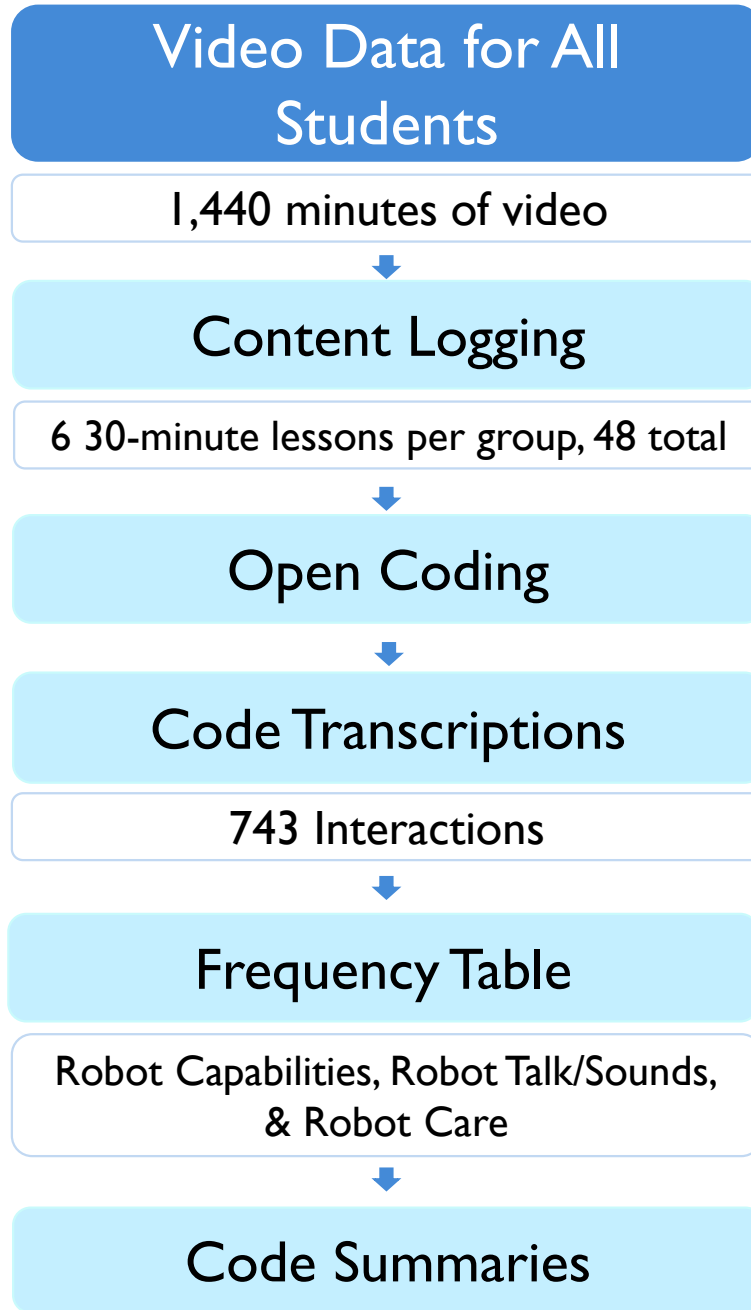 Video Data for All
Students
1,440 minutes of video
Content Logging
6 30-minute lessons per group, 48 total
Open Coding
Code Transcriptions
743 Interactions
Frequency Table
Robot Capabilities, Robot Talk/Sounds,
& Robot Care
Code Summaries